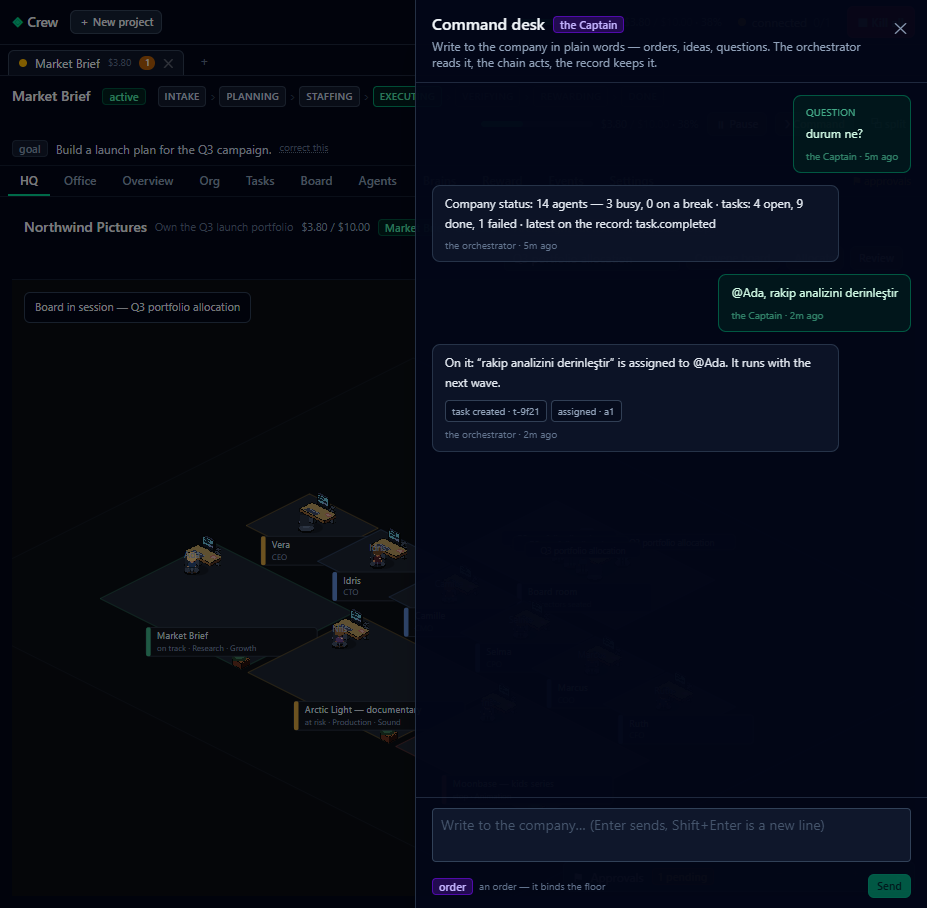 Crew
+ New project
Market Brief $3.80 1
+
Market Brief active INTAKE PLANNING STAFFING EXECUT
goal Build a launch plan for the Q3 campaign. correct this
HQ Office Overview Org Tasks Board Agents
Northwind Pictures Own the Q3 launch portfolio $3.80 / $10.00 Marke
Board in session — Q3 portfolio allocation
Vera
CEO
Idris
CTO
Market Brief
on track · Research · Growth
Arctic Light — documentar
at risk · Production · Sound
Command desk the Captain
Write to the company in plain words — orders, ideas, questions. The orchestrator
reads it, the chain acts, the record keeps it.
QUESTION
durum ne?
the Captain · 5m ago
Company status: 14 agents — 3 busy, 0 on a break · tasks: 4 open, 9
done, 1 failed · latest on the record: task.completed
the orchestrator · 5m ago
@Ada, rakip analizini derinleştir
the Captain · 2m ago
On it: “rakip analizini derinleştir” is assigned to @Ada. It runs with the
next wave.
task created · t-9f21 assigned · a1
the orchestrator · 2m ago
Write to the company... (Enter sends, Shift+Enter is a new line)
order an order — it binds the floor
Send